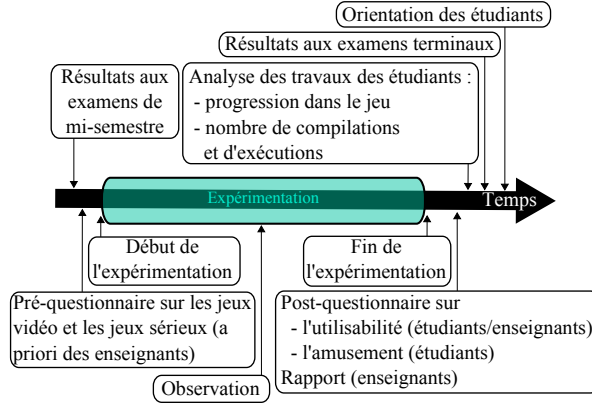 Orientation des étudiants
Résultats aux examens terminaux
Résultats aux
examens de
mi-semestre
Analyse des travaux des étudiants :
- progression dans le jeu
- nombre de compilations
et d'exécutions
Expérimentation
Temps
Début de
l'expérimentation
Fin de
l'expérimentation
Pré-questionnaire sur les jeux
vidéo et les jeux sérieux (a
priori des enseignants)
Post-questionnaire sur
- l'utilisabilité (étudiants/enseignants)
- l'amusement (étudiants)
Rapport (enseignants)
Observation